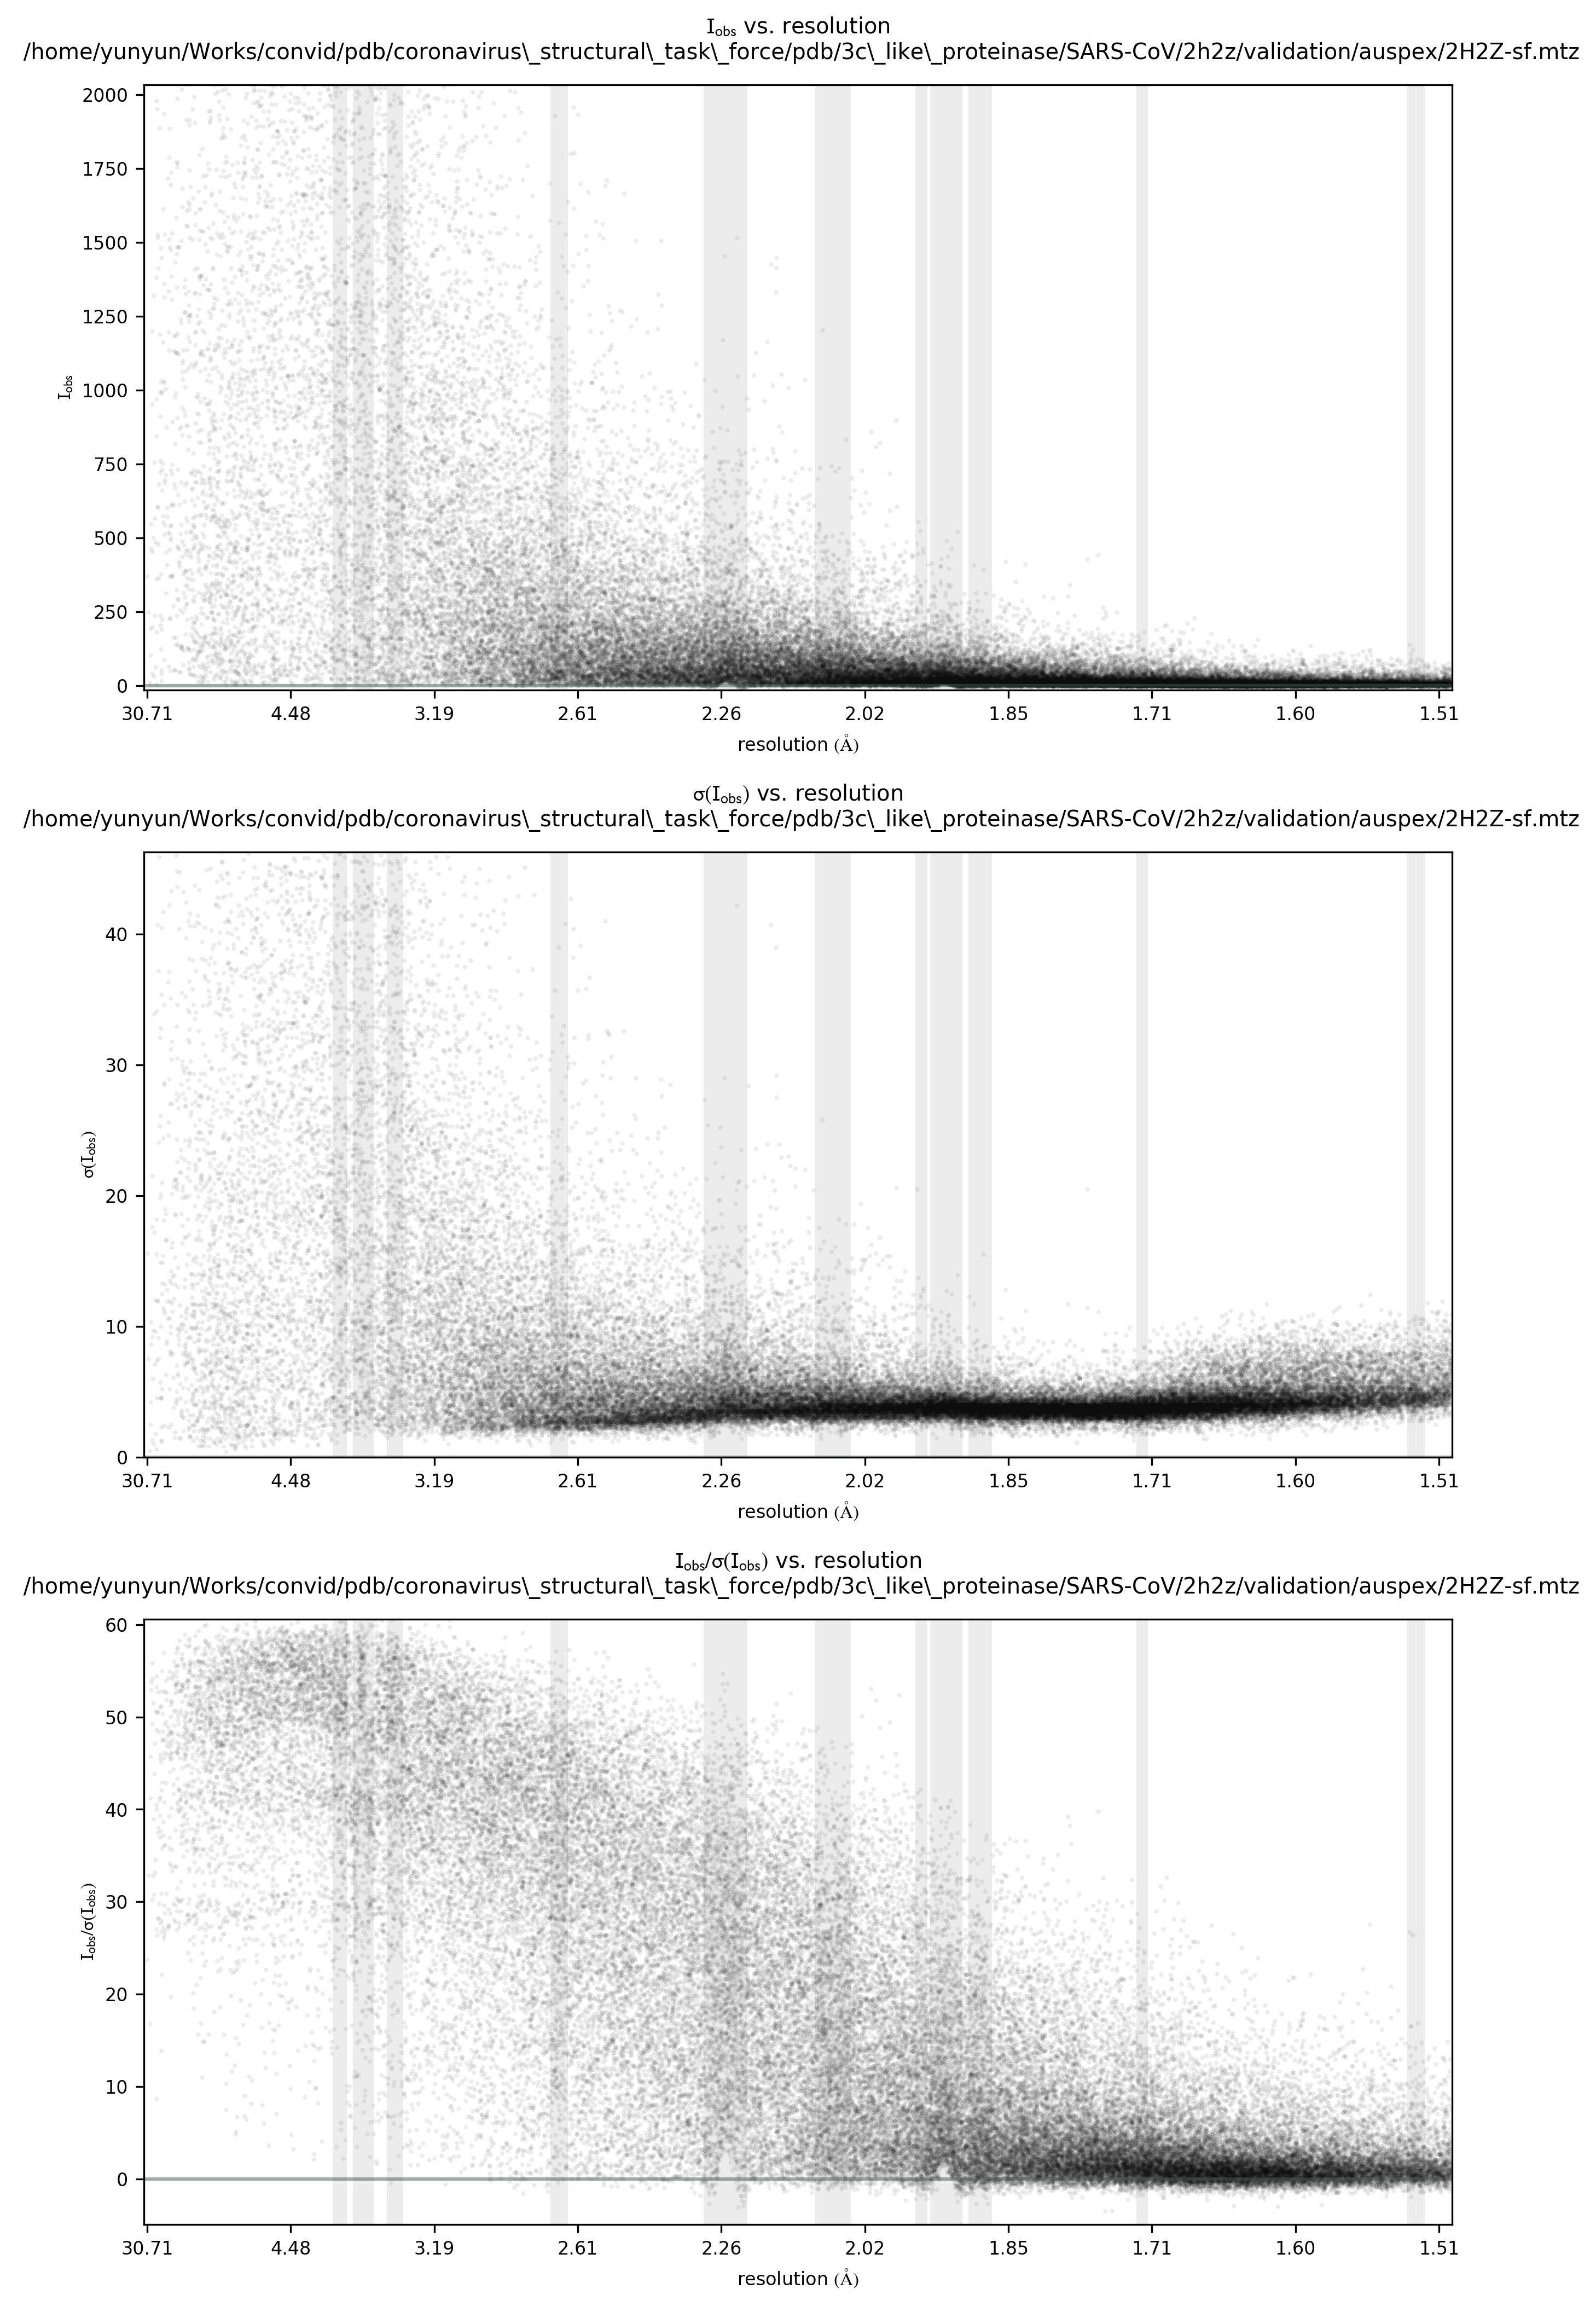 I_obs vs. resolution
/home/yunyun/Works/convid/pdb/coronavirus\_structural\_task\_force/pdb/3c\_like\_proteinase/SARS-CoV/2h2z/validation/auspex/2H2Z-sf.mtz
2000
1750
1500
1250
1000
750
500
250
0
I_obs
30.71 4.48 3.19 2.61 2.26 2.02 1.85 1.71 1.60 1.51
resolution (Å)
σ(I_obs) vs. resolution
/home/yunyun/Works/convid/pdb/coronavirus\_structural\_task\_force/pdb/3c\_like\_proteinase/SARS-CoV/2h2z/validation/auspex/2H2Z-sf.mtz
40
30
20
10
0
σ(I_obs)
30.71 4.48 3.19 2.61 2.26 2.02 1.85 1.71 1.60 1.51
resolution (Å)
I_obs/σ(I_obs) vs. resolution
/home/yunyun/Works/convid/pdb/coronavirus\_structural\_task\_force/pdb/3c\_like\_proteinase/SARS-CoV/2h2z/validation/auspex/2H2Z-sf.mtz
60
50
40
30
20
10
0
I_obs/σ(I_obs)
30.71 4.48 3.19 2.61 2.26 2.02 1.85 1.71 1.60 1.51
resolution (Å)